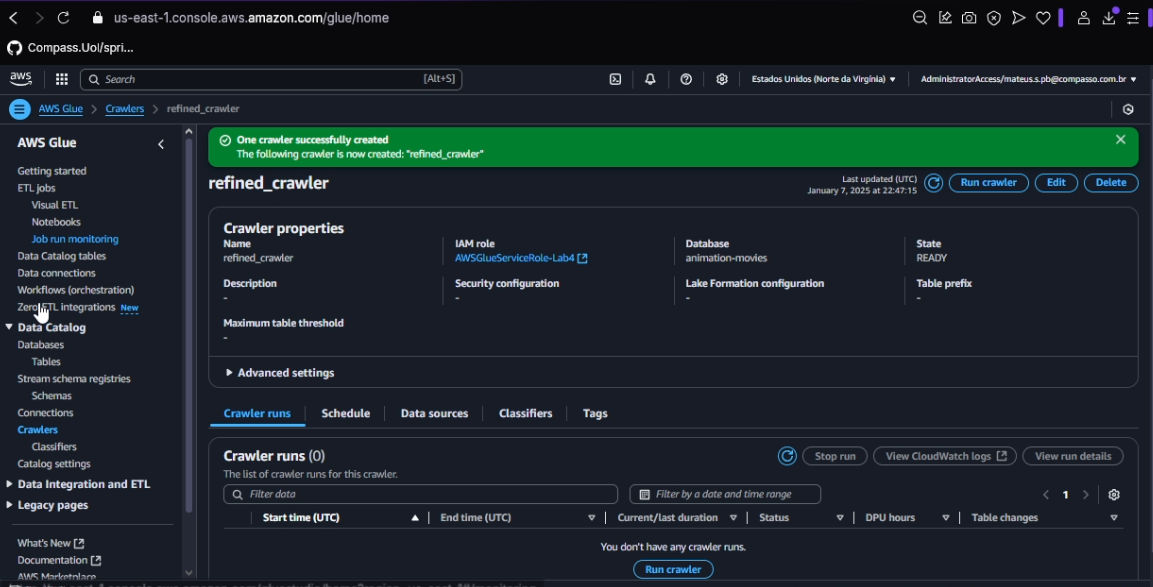 us-east-1.console.aws.amazon.com/glue/home
Compass.Uol/spri...
aws
Search [Alt+S]
Estados Unidos (Norte da Virgínia)
AdministratorAccess/mateus.s.pb@compasso.com.br
AWS Glue > Crawlers > refined_crawler
AWS Glue
Getting started
ETL jobs
Visual ETL
Notebooks
Job run monitoring
Data Catalog tables
Data connections
Workflows (orchestration)
Zero-ETL integrations New
Data Catalog
Databases
Tables
Stream schema registries
Schemas
Connections
Crawlers
Classifiers
Catalog settings
Data Integration and ETL
Legacy pages
What's New
Documentation
AWS Marketplace
One crawler successfully created
The following crawler is now created: "refined_crawler"
refined_crawler
Last updated (UTC)
January 7, 2025 at 22:47:15
Run crawler
Edit
Delete
Crawler properties
Name
refined_crawler
IAM role
AWSGlueServiceRole-Lab4
Database
animation-movies
State
READY
Description
-
Security configuration
-
Lake Formation configuration
-
Table prefix
-
Maximum table threshold
-
Advanced settings
Crawler runs
Schedule
Data sources
Classifiers
Tags
Crawler runs (0)
The list of crawler runs for this crawler.
Stop run
View CloudWatch logs
View run details
Filter data
Filter by a date and time range
1
Start time (UTC)
End time (UTC)
Current/last duration
Status
DPU hours
Table changes
You don't have any crawler runs.
Run crawler